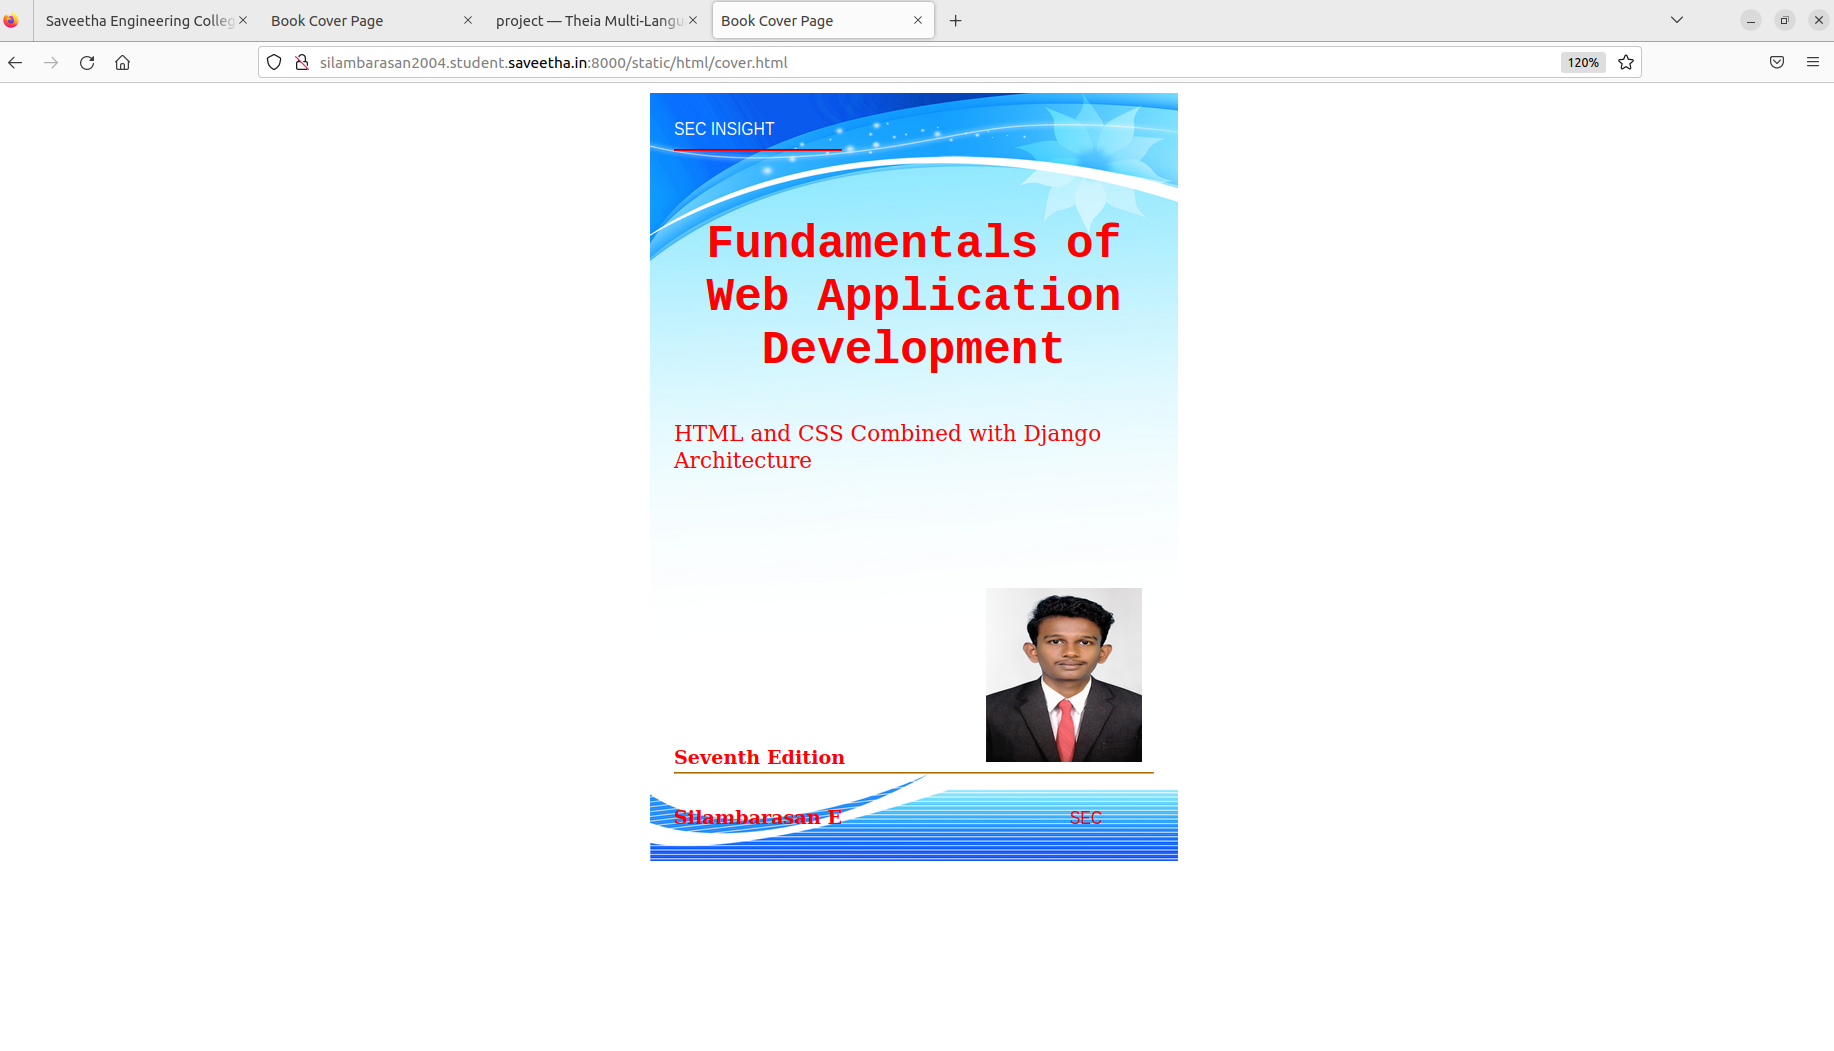 Saveetha Engineering Colleg
Book Cover Page
project — Theia Multi-Langu
Book Cover Page
silambarasan2004.student.saveetha.in:8000/static/html/cover.html
120%
SEC INSIGHT
Fundamentals of
Web Application
Development
HTML and CSS Combined with Django
Architecture
Seventh Edition
Silambarasan E
SEC